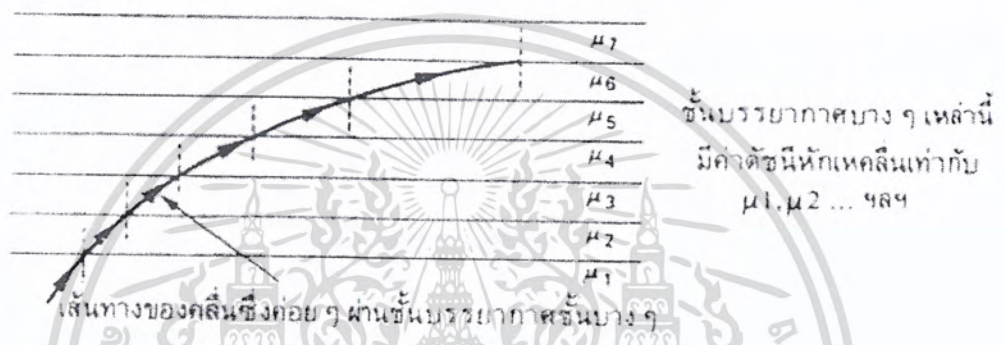 μ7
μ6
μ5
μ4
μ3
μ2
μ1
ชั้นบรรยากาศบาง ๆ เหล่านี้
มีค่าดัชนีหักเหคลื่นเท่ากับ
μ1,μ2 ... ฯลฯ
เส้นทางของคลื่นซึ่งค่อย ๆ ผ่านชั้นบรรยากาศชั้นบาง ๆ